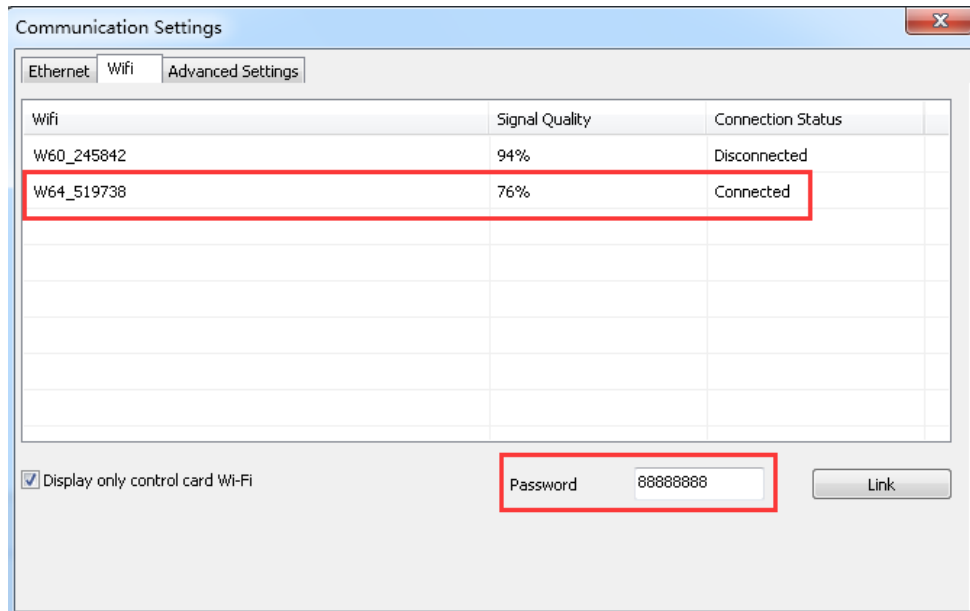 Communication Settings
Ethernet Wifi Advanced Settings
Wifi Signal Quality Connection Status
W60_245842 94% Disconnected
W64_519738 76% Connected
Display only control card Wi-Fi Password 88888888 Link